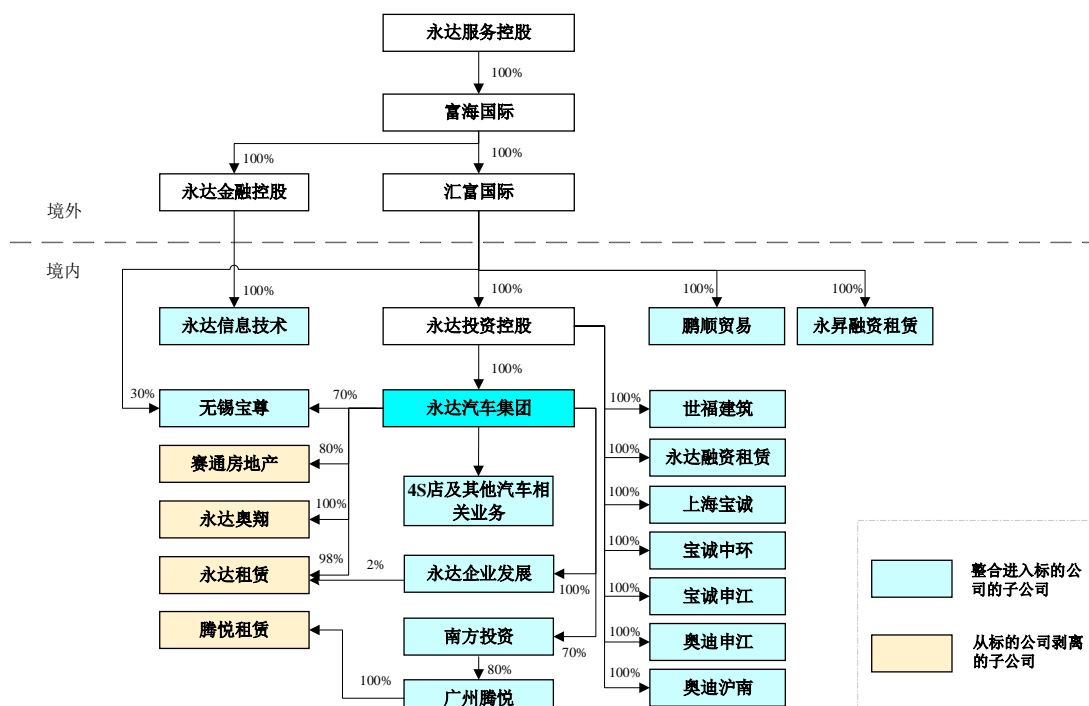 永达服务控股
100%
富海国际
100%
100%
永达金融控股
汇富国际
境外
境内
100%
100%
100%
100%
永达信息技术
永达投资控股
鹏顺贸易
永昇融资租赁
100%
30%
无锡宝尊
70%
永达汽车集团
100%
世福建筑
80%
赛通房地产
100%
永达融资租赁
4S店及其他汽车相
关业务
100%
永达奥翔
100%
上海宝诚
98%
永达租赁
2%
永达企业发展
100%
100%
宝诚中环
100%
宝诚申江
腾悦租赁
南方投资
70%
100%
奥迪申江
80%
100%
广州腾悦
100%
奥迪沪南
整合进入标的公
司的子公司
从标的公司剥离
的子公司